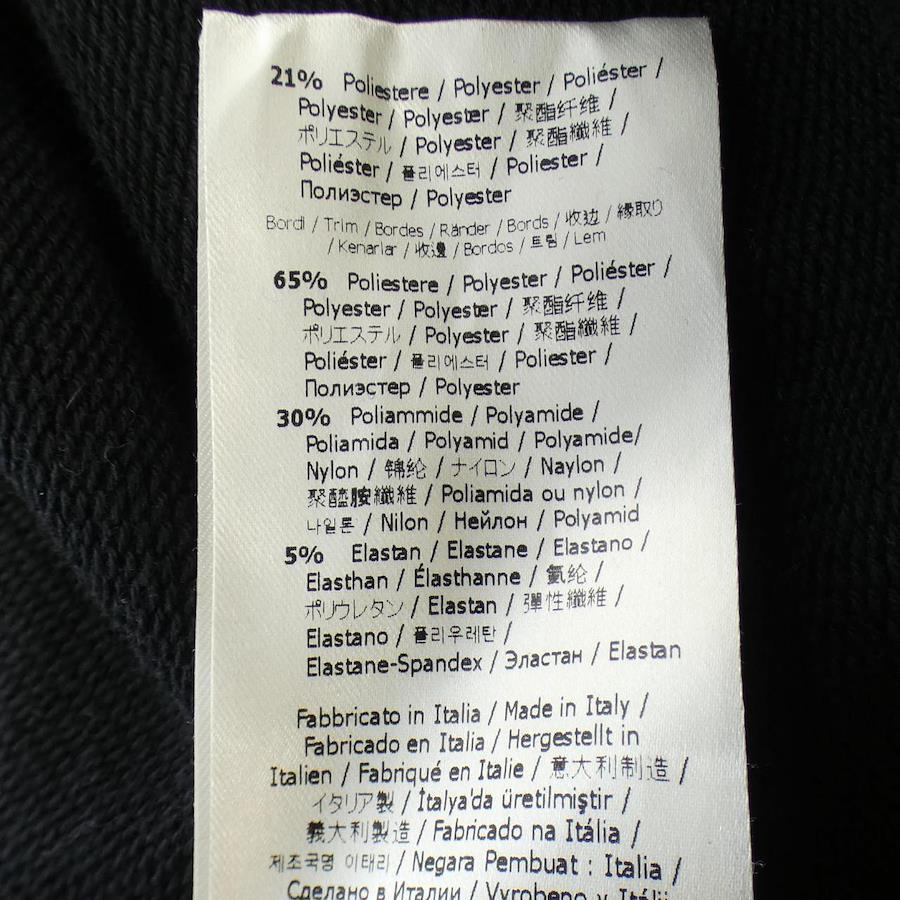 21% Poliestere / Polyester / Poliéster /
Polyester / Polyester / 聚酯纤维 /
ポリエステル / Polyester / 聚酯纖維 /
Poliéster / 폴리에스터 / Poliester /
Полиэстер / Polyester
Bordi / Trim / Bordes / Ränder / Bords / 收边 / 縁取り
/ Kenarlar / 收邊 / Bordos / 트림 / Lem
65% Poliestere / Polyester / Poliéster /
Polyester / Polyester / 聚酯纤维 /
ポリエステル / Polyester / 聚酯纖維 /
Poliéster / 폴리에스터 / Poliester /
Полиэстер / Polyester
30% Poliammide / Polyamide /
Poliamida / Polyamid / Polyamide/
Nylon / 锦纶 / ナイロン / Naylon /
聚醯胺纖維 / Poliamida ou nylon /
나일론 / Nilon / Нейлон / Polyamid
5% Elastan / Elastane / Elastano /
Elasthan / Élasthanne / 氨纶 /
ポリウレタン / Elastan / 彈性纖維 /
Elastano / 폴리우레탄 /
Elastane-Spandex / Эластан / Elastan
Fabbricato in Italia / Made in Italy /
Fabricado en Italia / Hergestellt in
Italien / Fabriqué en Italie / 意大利制造 /
イタリア製 / İtalya'da üretilmiştir /
義大利製造 / Fabricado na Itália /
제조국명 이태리 / Negara Pembuat : Italia /
Сделано в Италии / Vyrobeno v Itálii